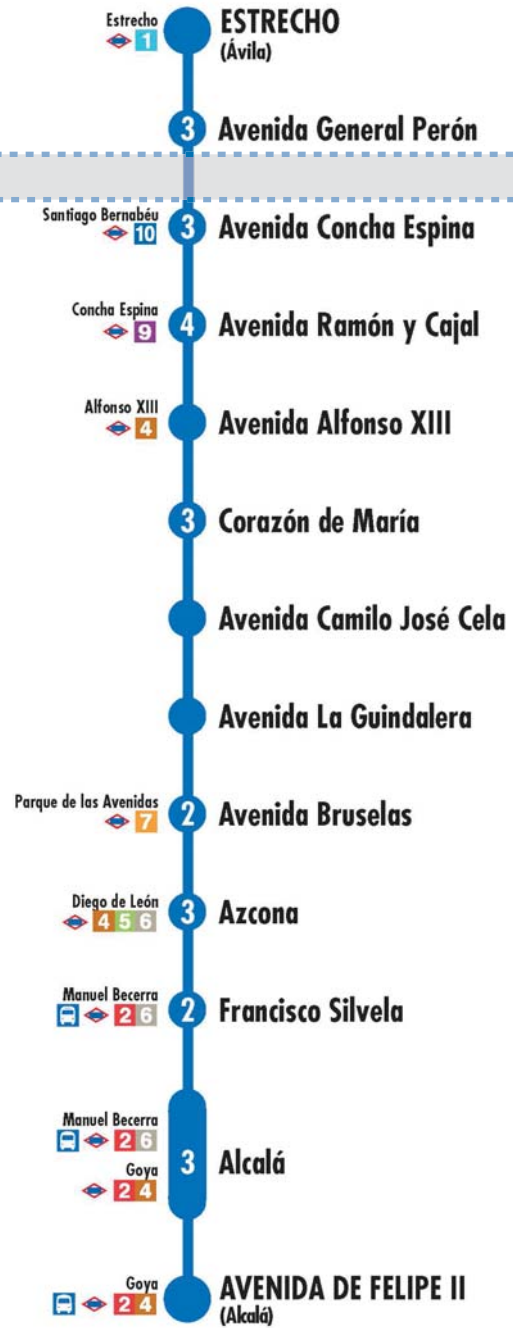 Estrecho
1
ESTRECHO
(Ávila)
3 Avenida General Perón
Santiago Bernabéu
10 3 Avenida Concha Espina
Concha Espina
9 4 Avenida Ramón y Cajal
Alfonso XIII
4 Avenida Alfonso XIII
3 Corazón de María
Avenida Camilo José Cela
Avenida La Guindalera
Parque de las Avenidas
7 2 Avenida Bruselas
Diego de León
4 5 6 3 Azcona
Manuel Becerra
2 6 2 Francisco Silvela
Manuel Becerra
2 6
Goya
2 4
3 Alcalá
Goya
2 4
AVENIDA DE FELIPE II
(Alcalá)